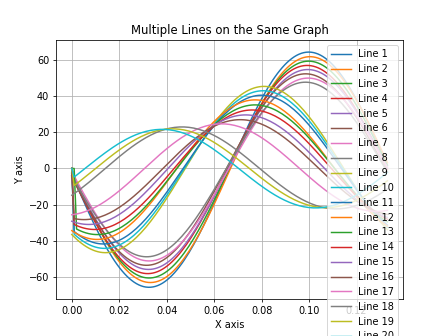 Multiple Lines on the Same Graph
Y axis
60
40
20
0
−20
−40
−60
0.00
0.02
0.04
0.06
0.08
0.10
X axis
Line 1
Line 2
Line 3
Line 4
Line 5
Line 6
Line 7
Line 8
Line 9
Line 10
Line 11
Line 12
Line 13
Line 14
Line 15
Line 16
Line 17
Line 18
Line 19
Line 20